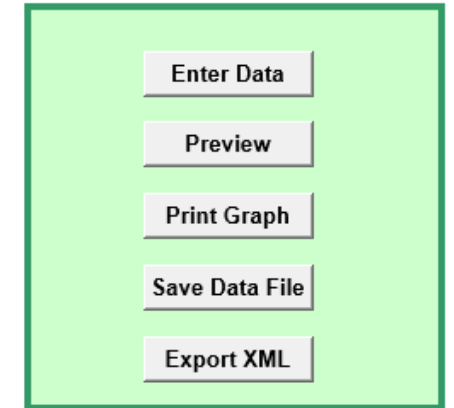 Enter Data
Preview
Print Graph
Save Data File
Export XML